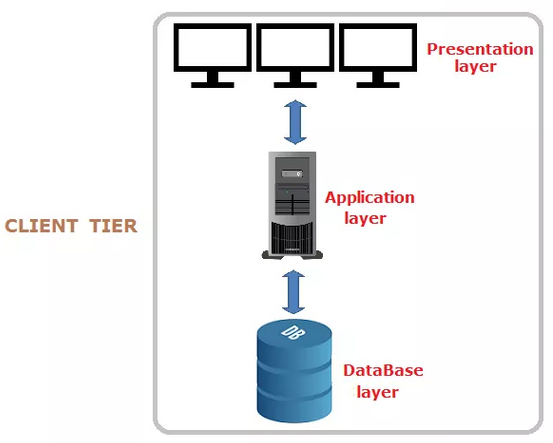 Presentation
layer
Application
layer
CLIENT TIER
DB
DataBase
layer